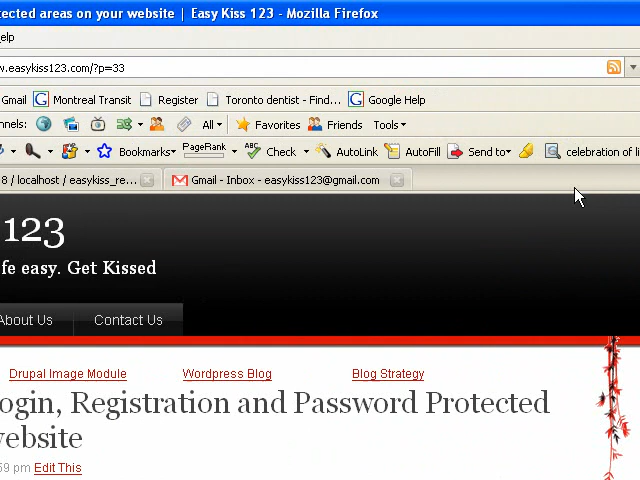 tected areas on your website | Easy Kiss 123 - Mozilla Firefox
elp
w.easykiss123.com/?p=33
Gmail Montreal Transit Register Toronto dentist - Find... Google Help
nnels: All Favorites Friends Tools
Bookmarks PageRank Check AutoLink AutoFill Send to celebration of li
8 / localhost / easykiss_re... Gmail - Inbox - easykiss123@gmail.com
123
fe easy. Get Kissed
About Us Contact Us
Drupal Image Module Wordpress Blog Blog Strategy
ogin, Registration and Password Protected
website
59 pm Edit This